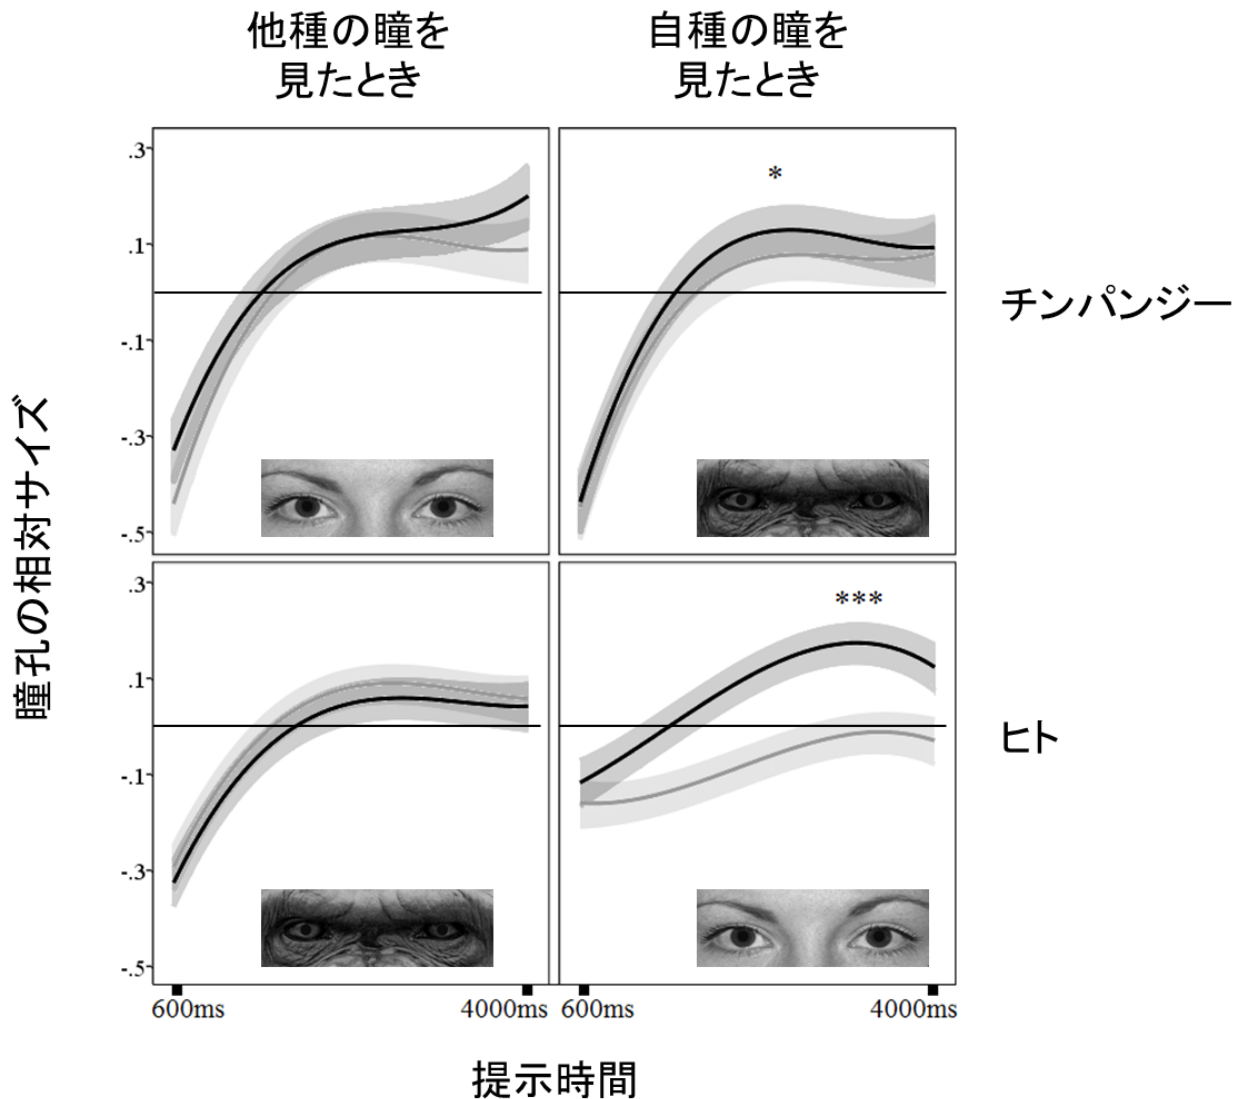 他種の瞳を
見たとき
自種の瞳を
見たとき
.3
.1
-.1
-.3
-.5
*
チンパンジー
瞳孔の相対サイズ
.3
.1
-.1
-.3
-.5
***
ヒト
600ms
4000ms
600ms
4000ms
提示時間